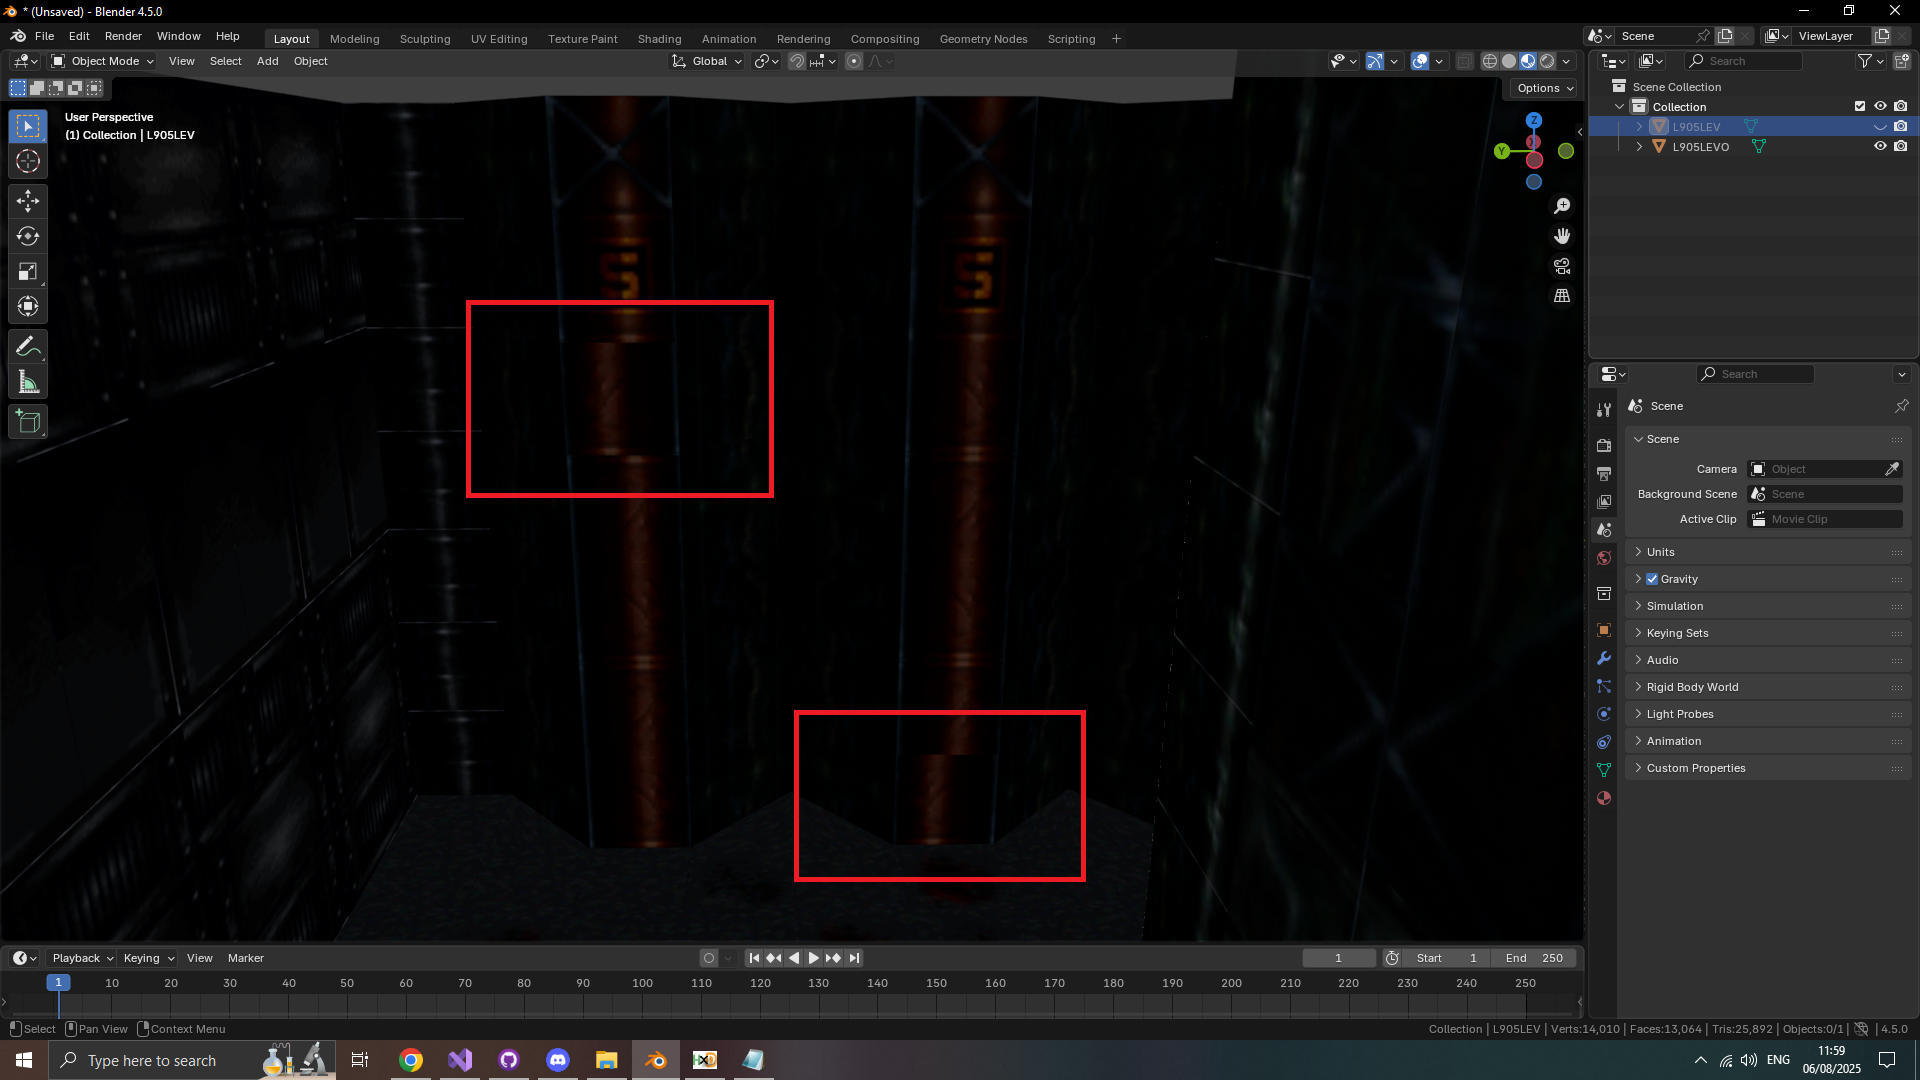 * (Unsaved) - Blender 4.5.0
File Edit Render Window Help
Layout Modeling Sculpting UV Editing Texture Paint Shading Animation Rendering Compositing Geometry Nodes Scripting +
Scene
ViewLayer
Object Mode View Select Add Object
Global
Search
Options
User Perspective
(1) Collection | L905LEV
Z
Y
S
S
Scene Collection
Collection
L905LEV
L905LEVO
Search
Scene
Scene
Camera Object
Background Scene Scene
Active Clip Movie Clip
Units
Gravity
Simulation
Keying Sets
Audio
Rigid Body World
Light Probes
Animation
Custom Properties
Playback Keying View Marker
1 Start 1 End 250
1 10 20 30 40 50 60 70 80 90 100 110 120 130 140 150 160 170 180 190 200 210 220 230 240 250
Select Pan View Context Menu
Collection | L905LEV | Verts:14,010 | Faces:13,064 | Tris:25,892 | Objects:0/1 | 4.5.0
Type here to search
HXD
ENG
11:59
06/08/2025